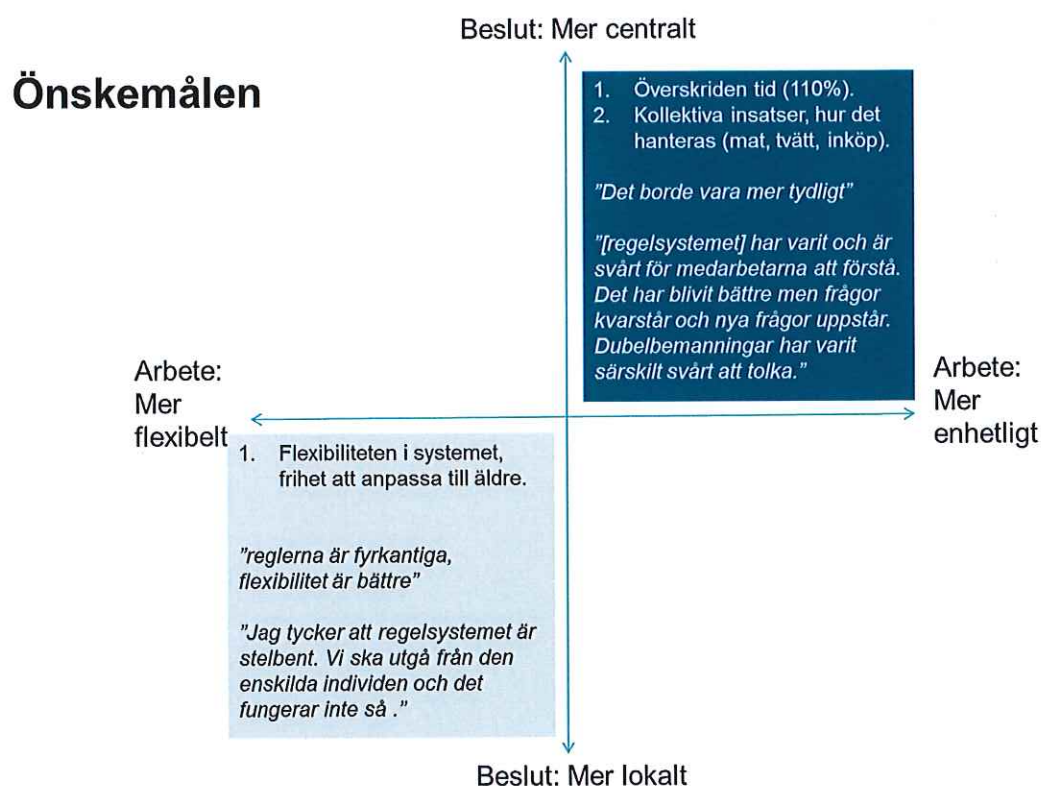 Beslut: Mer centralt
Önskemålen
1. Överskriden tid (110%).
2. Kollektiva insatser, hur det
hanteras (mat, tvätt, inköp).
"Det borde vara mer tydligt"
"[regelsystemet] har varit och är
svårt för medarbetarna att förstå.
Det har blivit bättre men frågor
kvarstår och nya frågor uppstår.
Dubelbemanningar har varit
särskilt svårt att tolka."
Arbete:
Mer
flexibelt
Arbete:
Mer
enhetligt
1. Flexibiliteten i systemet,
frihet att anpassa till äldre.
"reglerna är fyrkantiga,
flexibilitet är bättre"
"Jag tycker att regelsystemet är
stelbent. Vi ska utgå från den
enskilda individen och det
fungerar inte så ."
Beslut: Mer lokalt